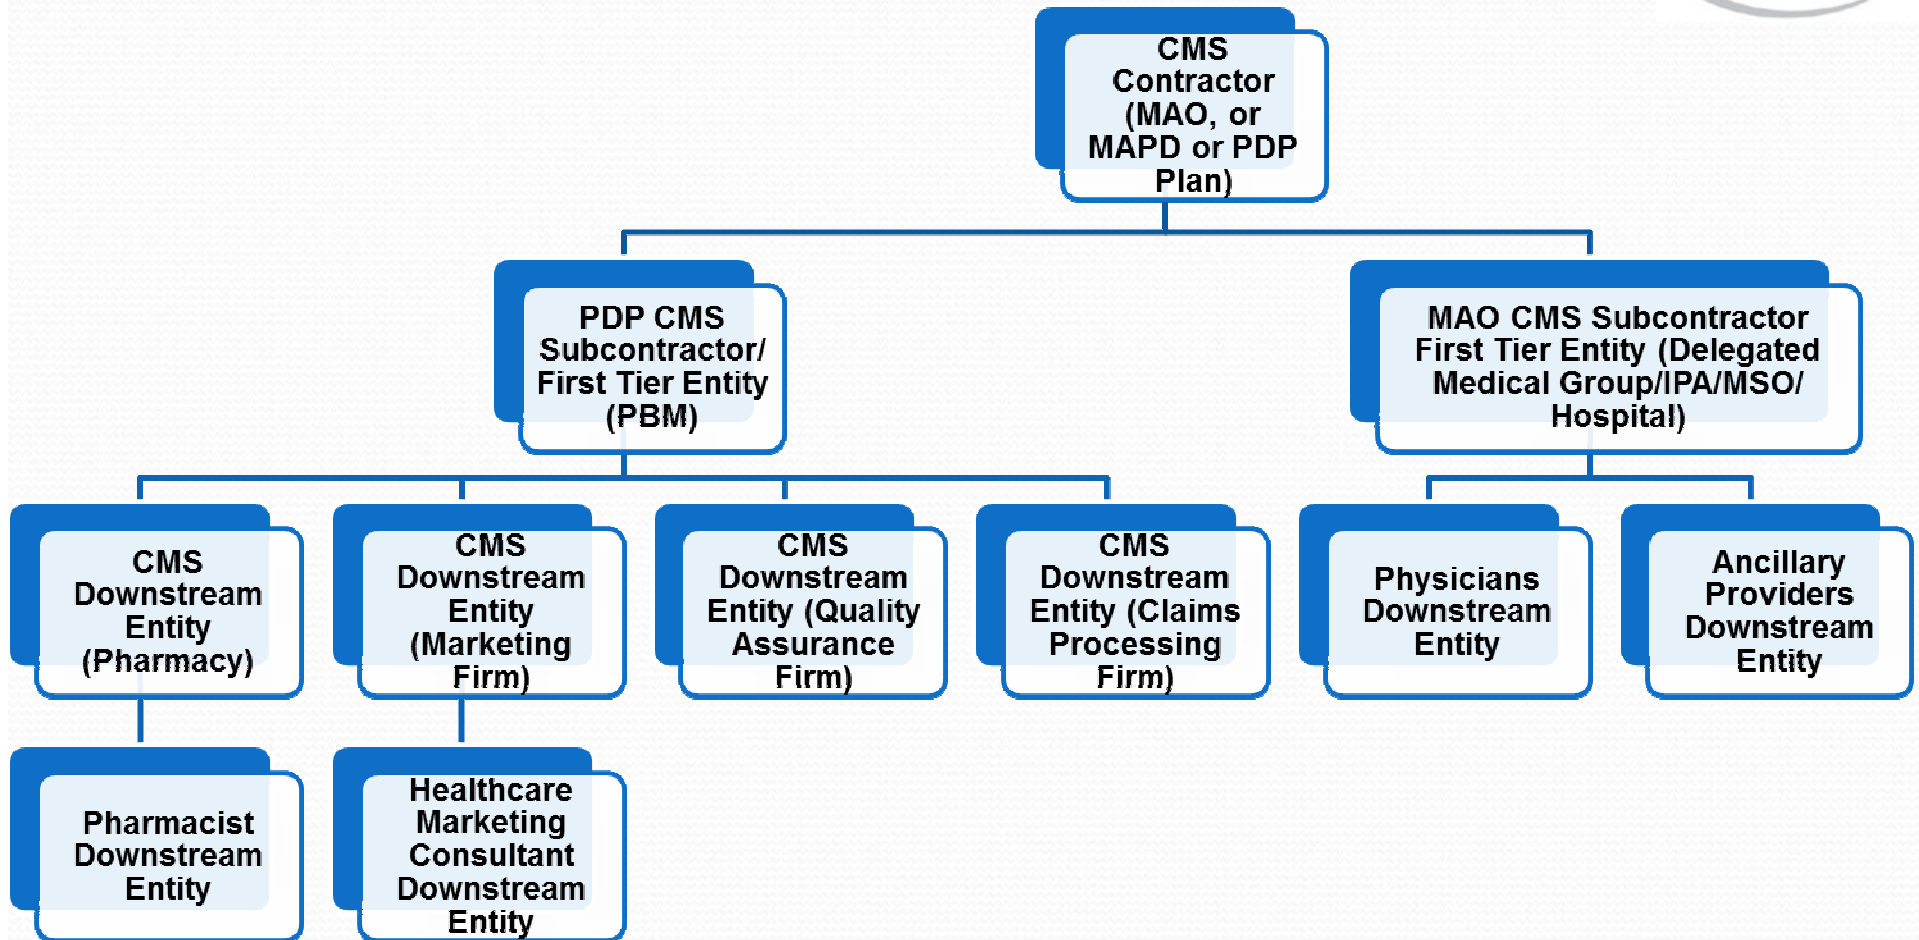 CMS
Contractor
(MAO, or
MAPD or PDP
Plan)
PDP CMS
Subcontractor/
First Tier Entity
(PBM)
MAO CMS Subcontractor
First Tier Entity (Delegated
Medical Group/IPA/MSO/
Hospital)
CMS
Downstream
Entity
(Pharmacy)
CMS
Downstream
Entity
(Marketing
Firm)
CMS
Downstream
Entity (Quality
Assurance
Firm)
CMS
Downstream
Entity (Claims
Processing
Firm)
Physicians
Downstream
Entity
Ancillary
Providers
Downstream
Entity
Pharmacist
Downstream
Entity
Healthcare
Marketing
Consultant
Downstream
Entity